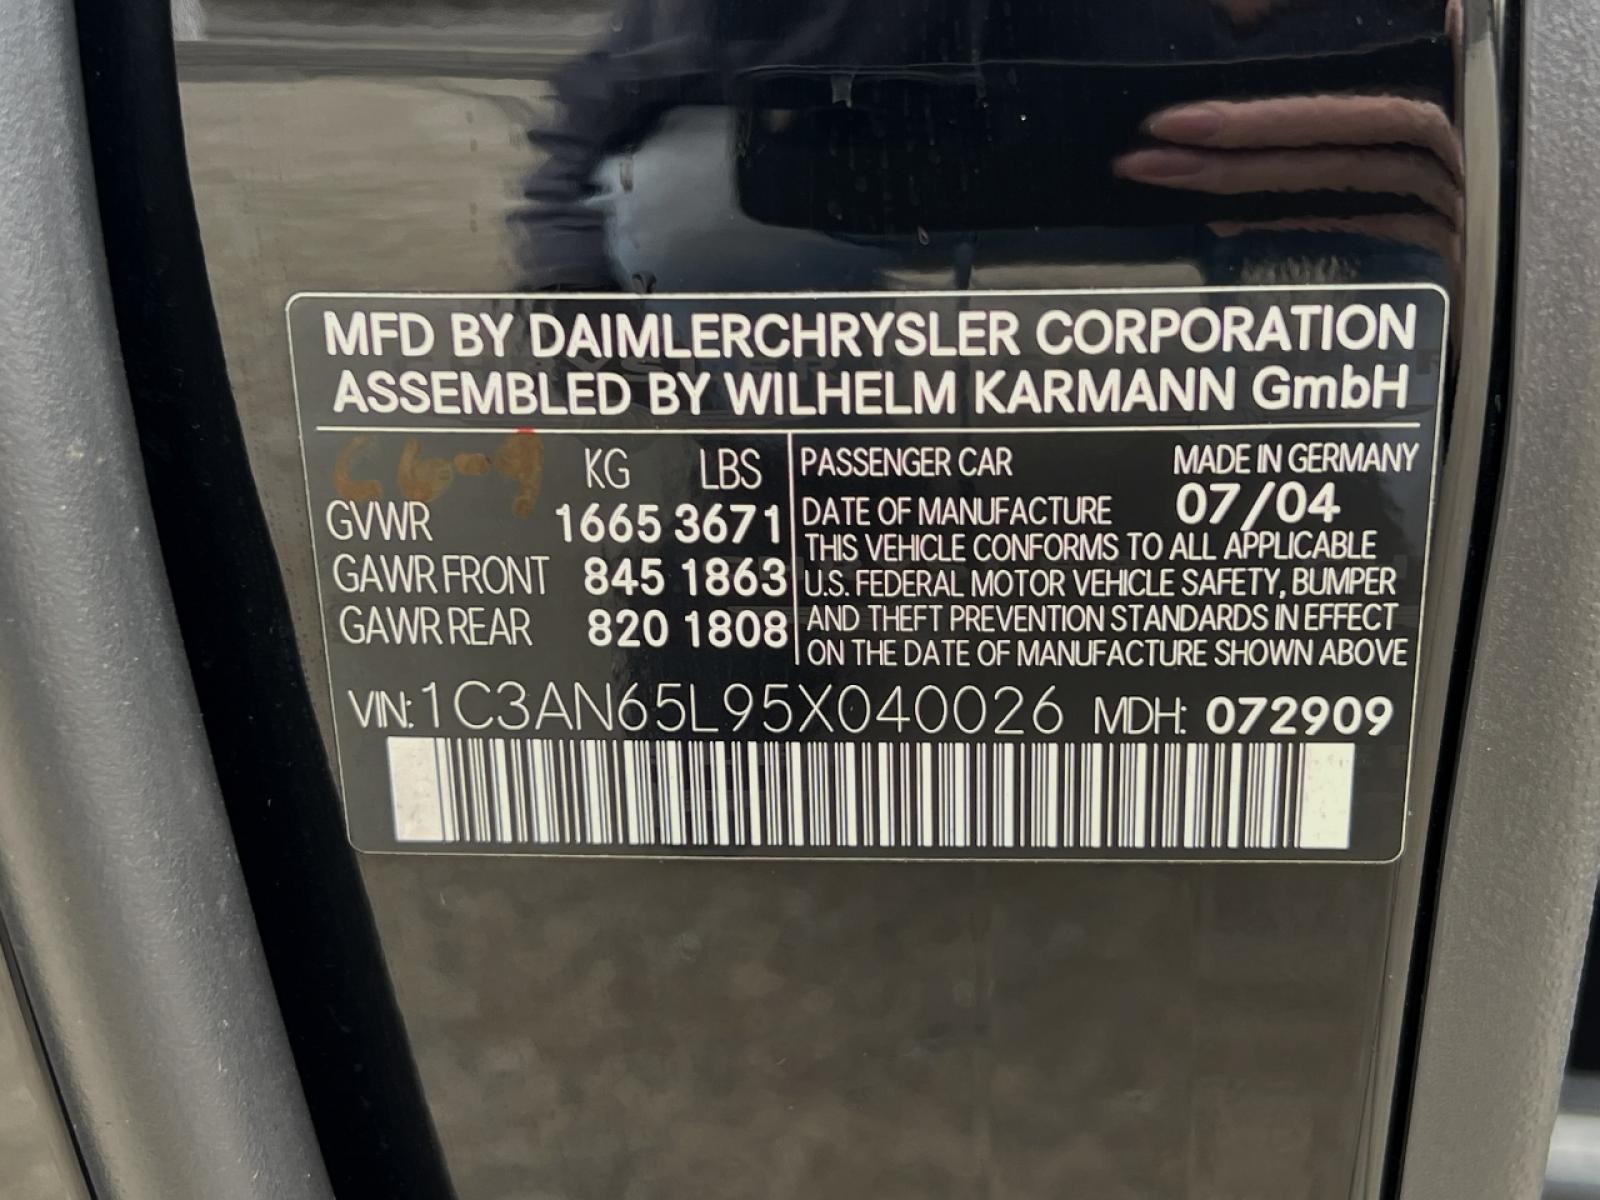 MFD BY DAIMLERCHRYSLER CORPORATION
ASSEMBLED BY WILHELM KARMANN GmbH
C6-9 KG LBS
GVWR 1665 3671
GAWR FRONT 845 1863
GAWR REAR 820 1808
PASSENGER CAR MADE IN GERMANY
DATE OF MANUFACTURE 07/04
THIS VEHICLE CONFORMS TO ALL APPLICABLE
U.S. FEDERAL MOTOR VEHICLE SAFETY, BUMPER
AND THEFT PREVENTION STANDARDS IN EFFECT
ON THE DATE OF MANUFACTURE SHOWN ABOVE
VIN: 1C3AN65L95X040026 MDH: 072909